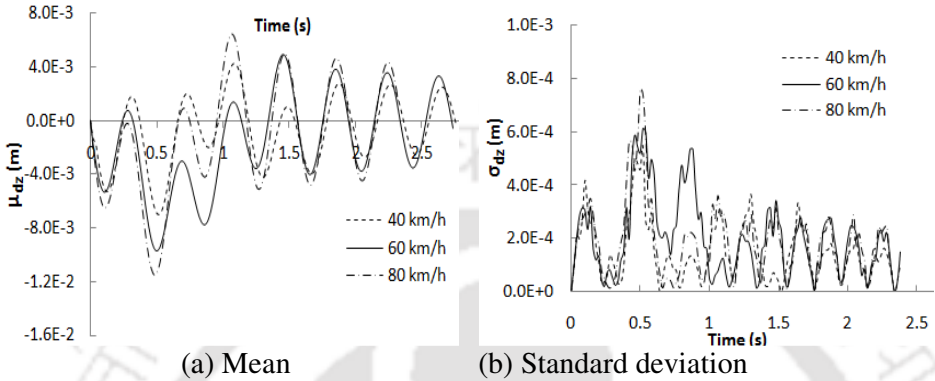 8.0E-3
4.0E-3
0.0E+0
-4.0E-3
-8.0E-3
-1.2E-2
-1.6E-2
μdz (m)
Time (s)
0 0.5 1 1.5 2 2.5
40 km/h
60 km/h
80 km/h
(a) Mean
1.0E-3
8.0E-4
6.0E-4
4.0E-4
2.0E-4
0.0E+0
σdz (m)
40 km/h
60 km/h
80 km/h
0 0.5 1 1.5 2 2.5
Time (s)
(b) Standard deviation